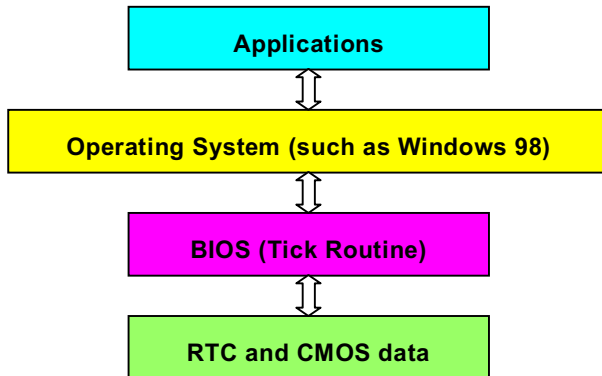 Applications
Operating System (such as Windows 98)
BIOS (Tick Routine)
RTC and CMOS data